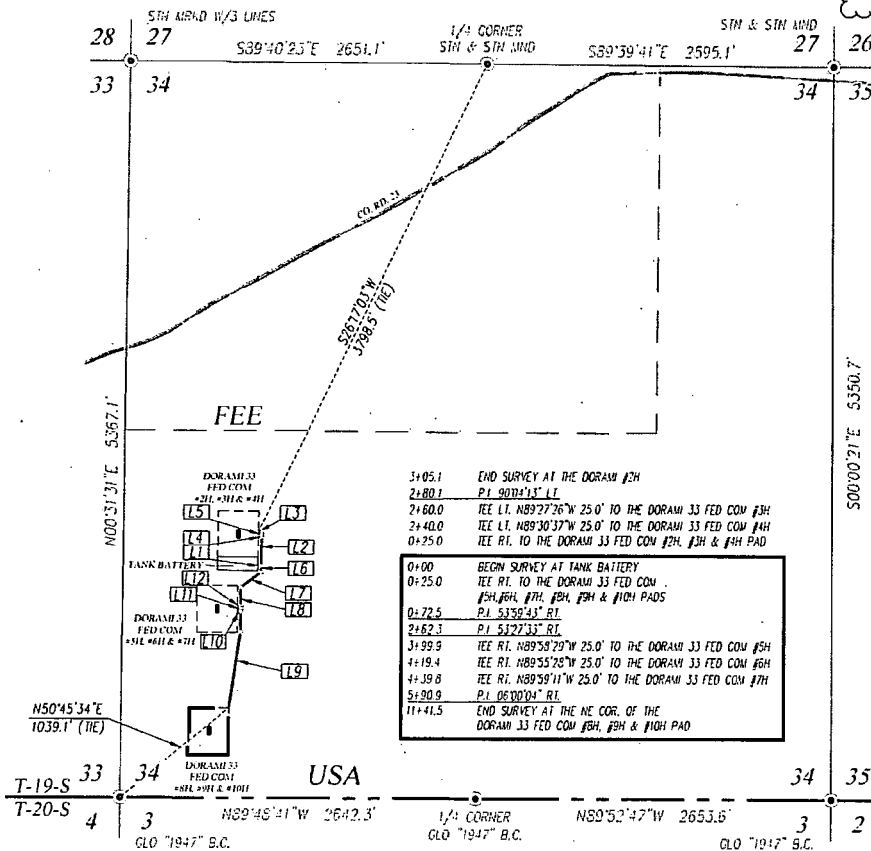 STN MRKD W/3 LINES
28 27
33 34
S89°40'23"E 2651.1'
1/4 CORNER
STN & STN MND
S89°39'41"E 2595.1'
STN & STN MND
27 26
34 35
3
CO. RD. 23
S26°17'03"W
3798.5' (TIE)
N00°31'31"E 5367.1'
S00°00'21"E 5350.7'
FEE
DORAMI 33
FED COM
#2H, #3H & #4H
L5
L3
L4
L1
L2
TANK BATTERY
L6
L12
L7
L11
L8
DORAMI 33
FED COM
#5H, #6H & #7H
L10
L9
3+05.1 END SURVEY AT THE DORAMI #2H
2+80.1 P.I. 90°04'13" LT.
2+60.0 TEE LT. N89°27'26"W 25.0' TO THE DORAMI 33 FED COM #3H
2+40.0 TEE LT. N89°30'37"W 25.0' TO THE DORAMI 33 FED COM #4H
0+25.0 TEE RT. TO THE DORAMI 33 FED COM #2H, #3H & #4H PAD
0+00 BEGIN SURVEY AT TANK BATTERY
0+25.0 TEE RT. TO THE DORAMI 33 FED COM
#5H, #6H, #7H, #8H, #9H & #10H PADS
0+72.5 P.I. 53°59'43" RT.
2+62.3 P.I. 53°27'33" RT.
3+99.9 TEE RT. N89°58'29"W 25.0' TO THE DORAMI 33 FED COM #5H
4+19.4 TEE RT. N89°55'28"W 25.0' TO THE DORAMI 33 FED COM #6H
4+39.8 TEE RT. N89°59'11"W 25.0' TO THE DORAMI 33 FED COM #7H
5+90.9 P.I. 06°00'04" RT.
11+41.5 END SURVEY AT THE NE COR. OF THE
DORAMI 33 FED COM #8H, #9H & #10H PAD
N50°45'34"E
1039.1' (TIE)
DORAMI 33
FED COM
#8H, #9H & #10H
USA
T-19-S
T-20-S
33 34
4 3
GLO "1947" B.C.
N89°48'41"W 2642.3'
1/4 CORNER
GLO "1947" B.C.
N89°52'47"W 2653.6'
34 35
3 2
GLO "1947" B.C.